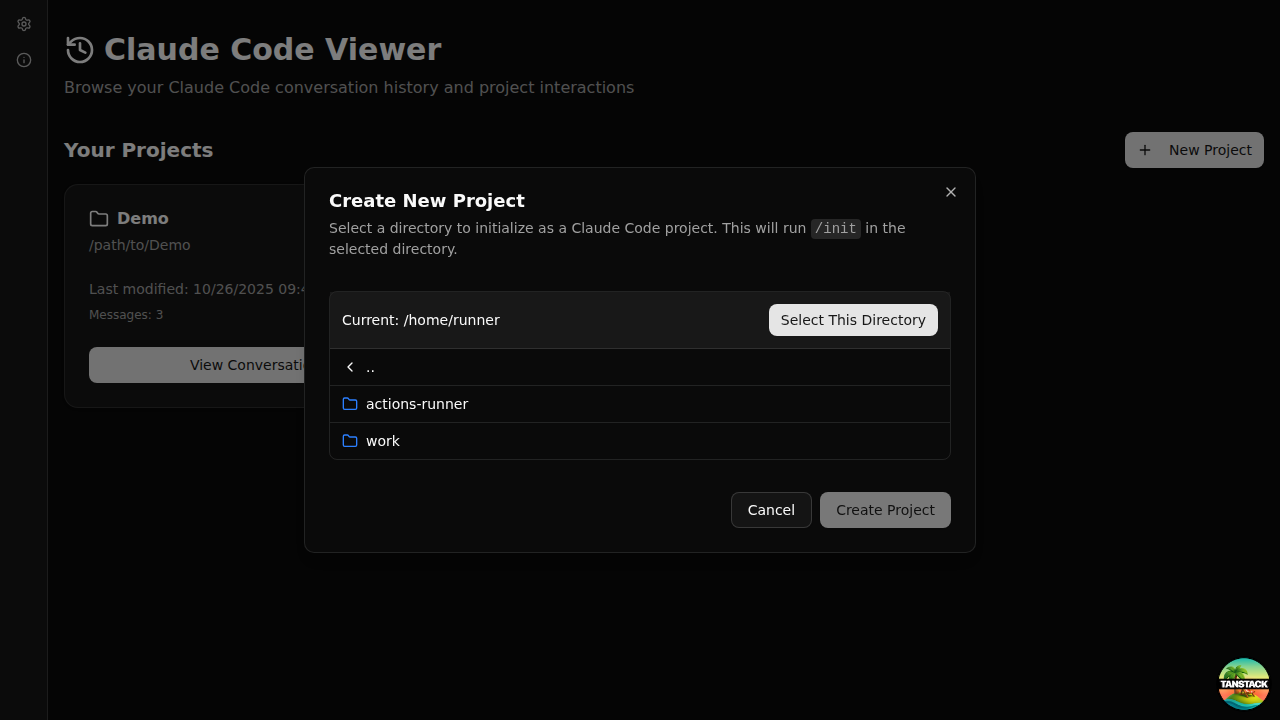 Claude Code Viewer
Browse your Claude Code conversation history and project interactions
Your Projects
New Project
Demo
/path/to/Demo
Last modified: 10/26/2025 09:4
Messages: 3
View Conversati
Create New Project
Select a directory to initialize as a Claude Code project. This will run /init in the
selected directory.
Current: /home/runner
Select This Directory
..
actions-runner
work
Cancel
Create Project
TANSTACK